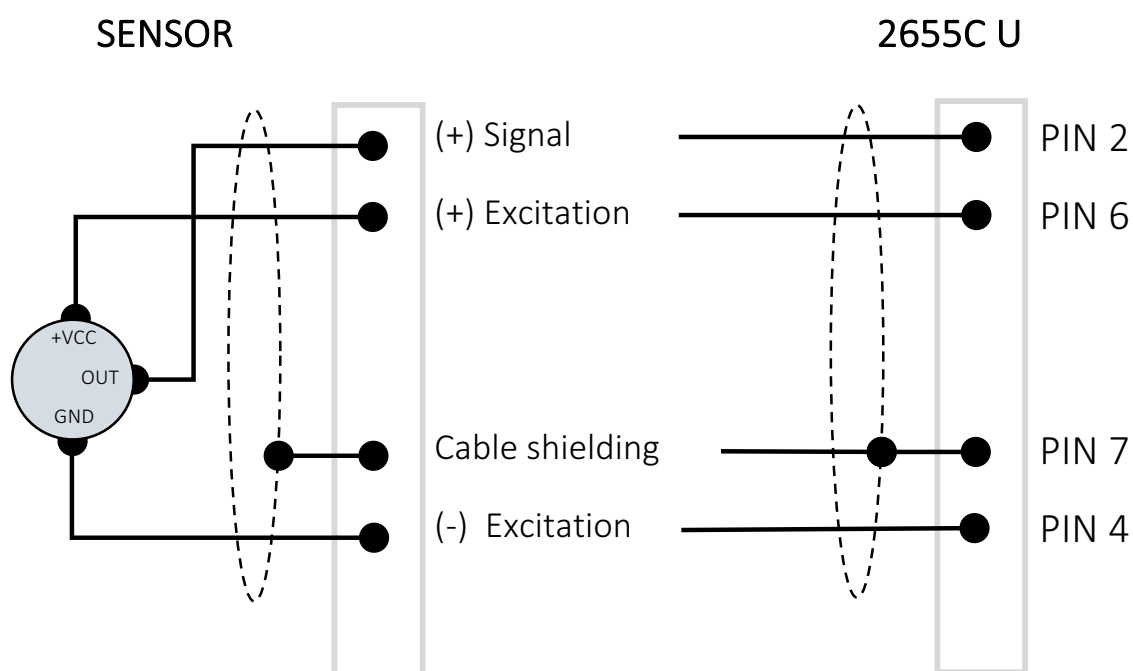 SENSOR
2655C U
(+) Signal
PIN 2
(+) Excitation
PIN 6
+VCC
OUT
GND
Cable shielding
PIN 7
(-) Excitation
PIN 4